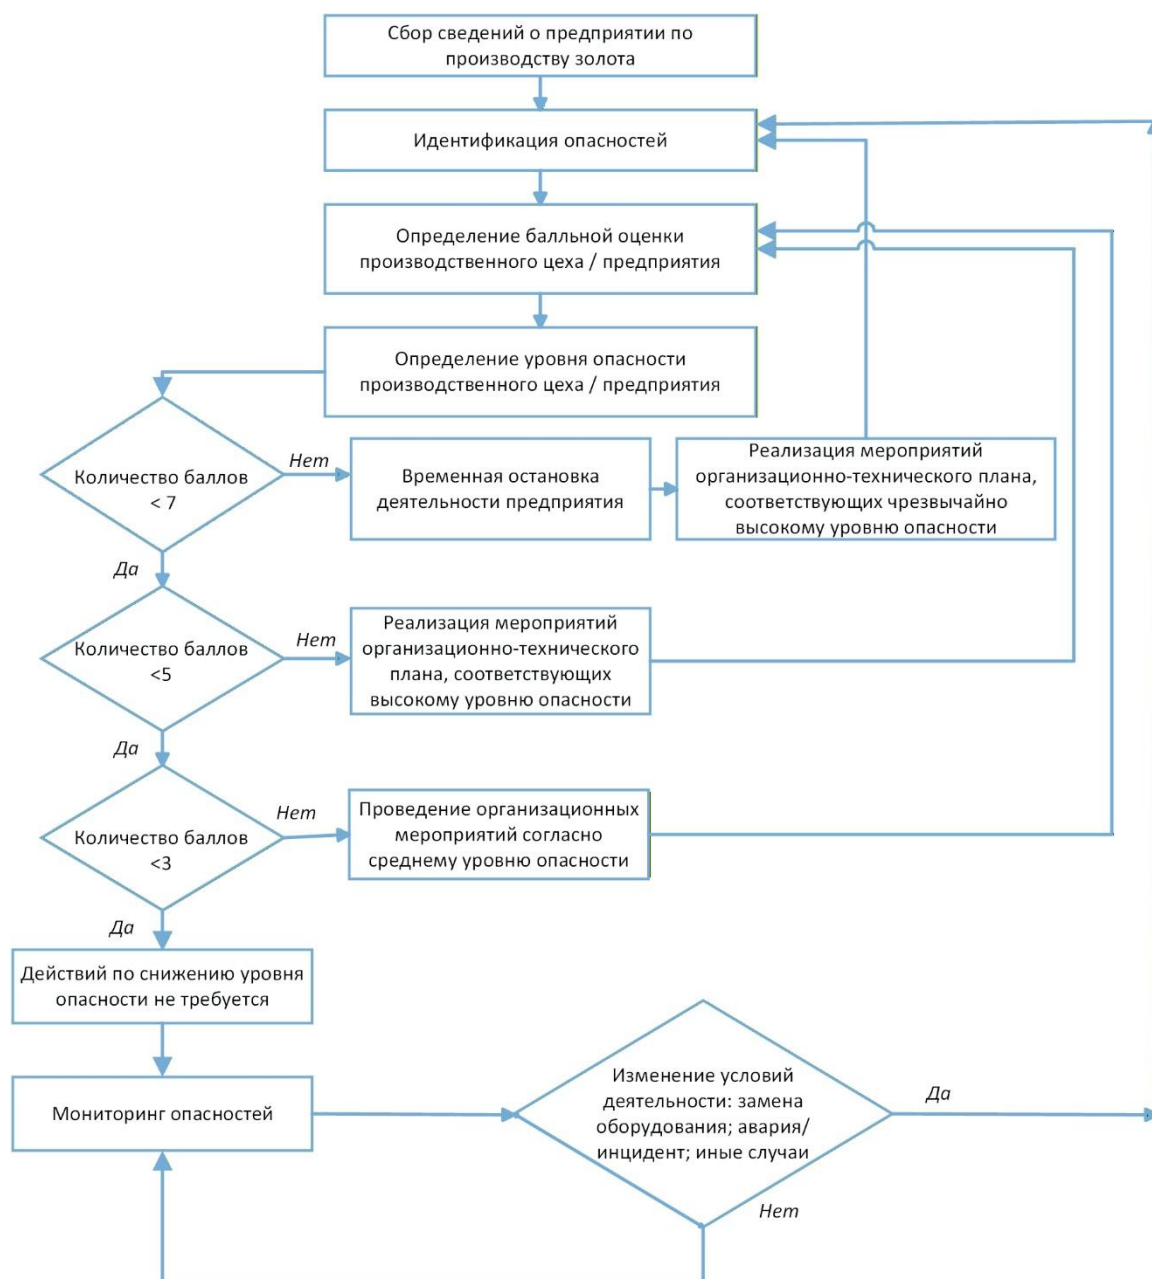 Сбор сведений о предприятии по
производству золота
Идентификация опасностей
Определение балльной оценки
производственного цеха / предприятия
Определение уровня опасности
производственного цеха / предприятия
Количество баллов
< 7
Нет
Временная остановка
деятельности предприятия
Реализация мероприятий
организационно-технического плана,
соответствующих чрезвычайно
высокому уровню опасности
Да
Количество баллов
<5
Нет
Реализация мероприятий
организационно-технического
плана, соответствующих
высокому уровню опасности
Да
Количество баллов
<3
Нет
Проведение организационных
мероприятий согласно
среднему уровню опасности
Да
Действий по снижению уровня
опасности не требуется
Мониторинг опасностей
Изменение условий
деятельности: замена
оборудования; авария/
инцидент; иные случаи
Да
Нет